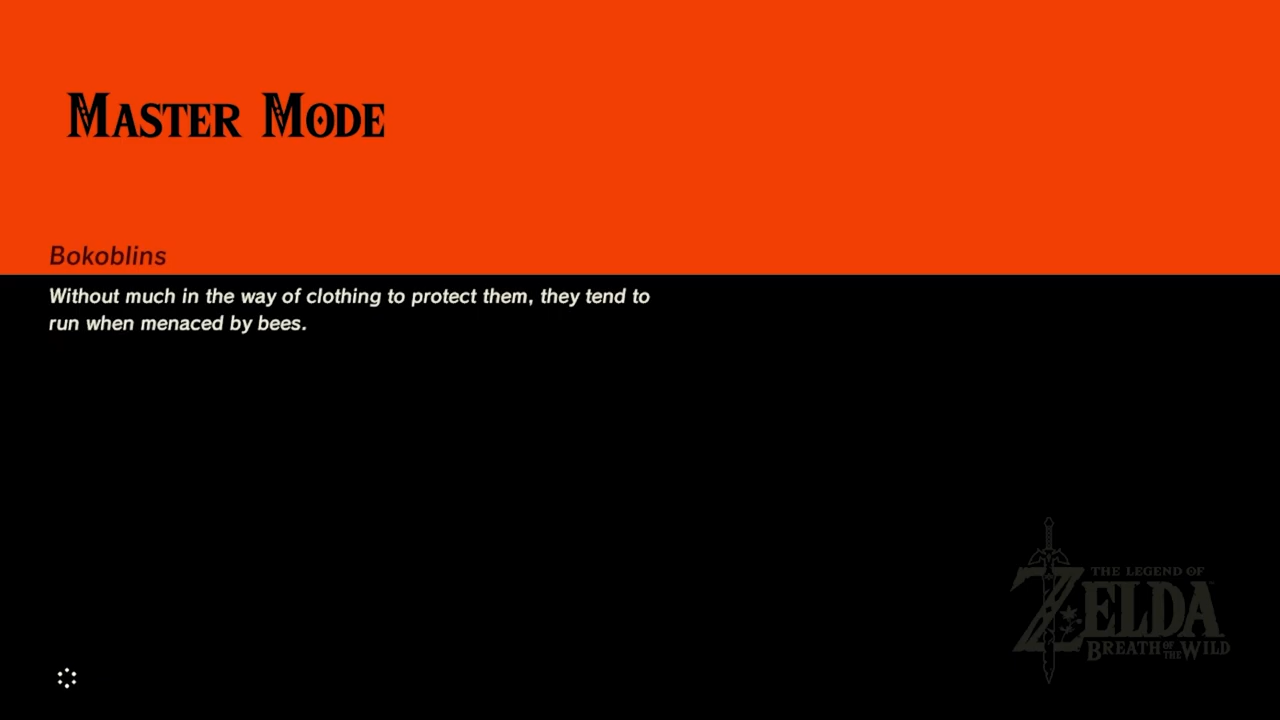 Master Mode
Bokoblins
Without much in the way of clothing to protect them, they tend to
run when menaced by bees.
THE LEGEND OF
ZELDA
BREATH OF THE WILD